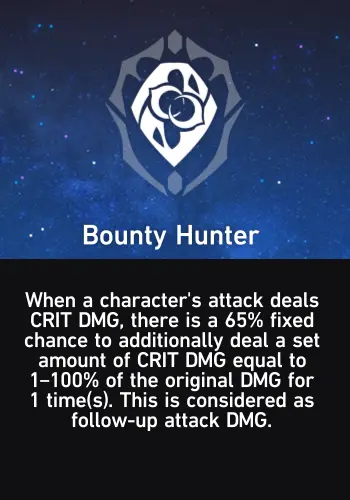 Bounty Hunter
When a character's attack deals
CRIT DMG, there is a 65% fixed
chance to additionally deal a set
amount of CRIT DMG equal to
1–100% of the original DMG for
1 time(s). This is considered as
follow-up attack DMG.